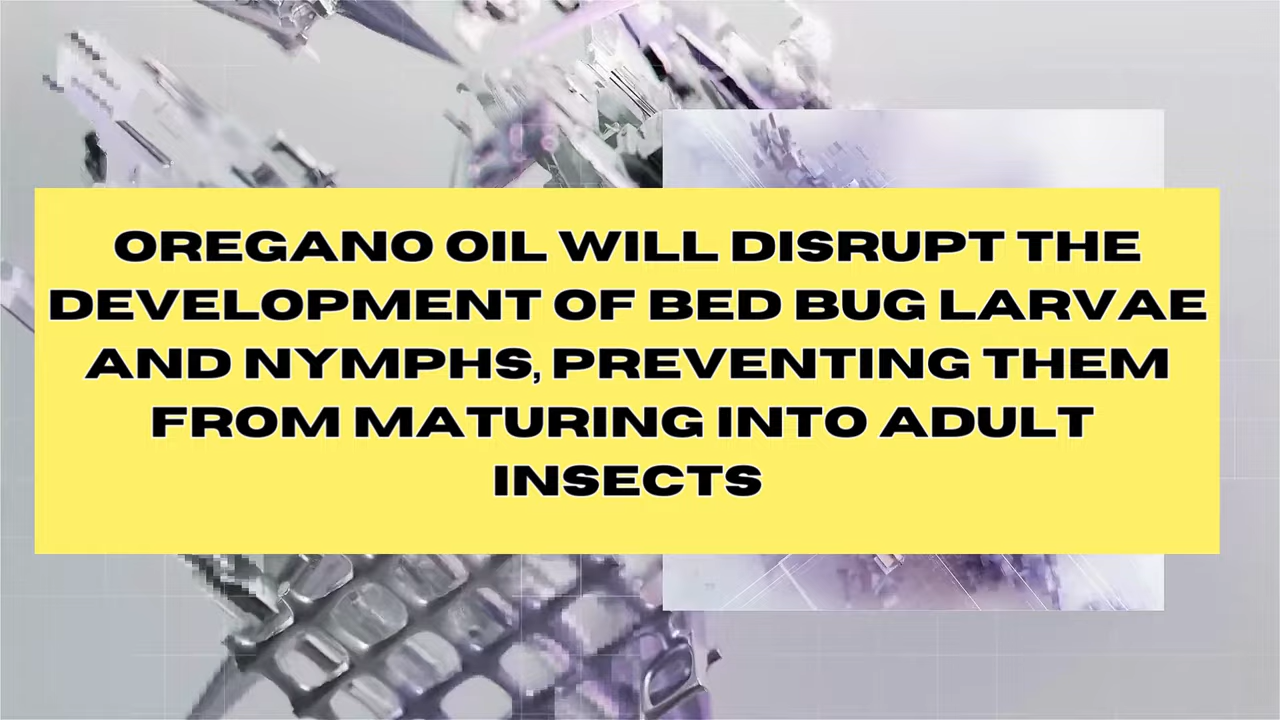 OREGANO OIL WILL DISRUPT THE
DEVELOPMENT OF BED BUG LARVAE
AND NYMPHS, PREVENTING THEM
FROM MATURING INTO ADULT
INSECTS